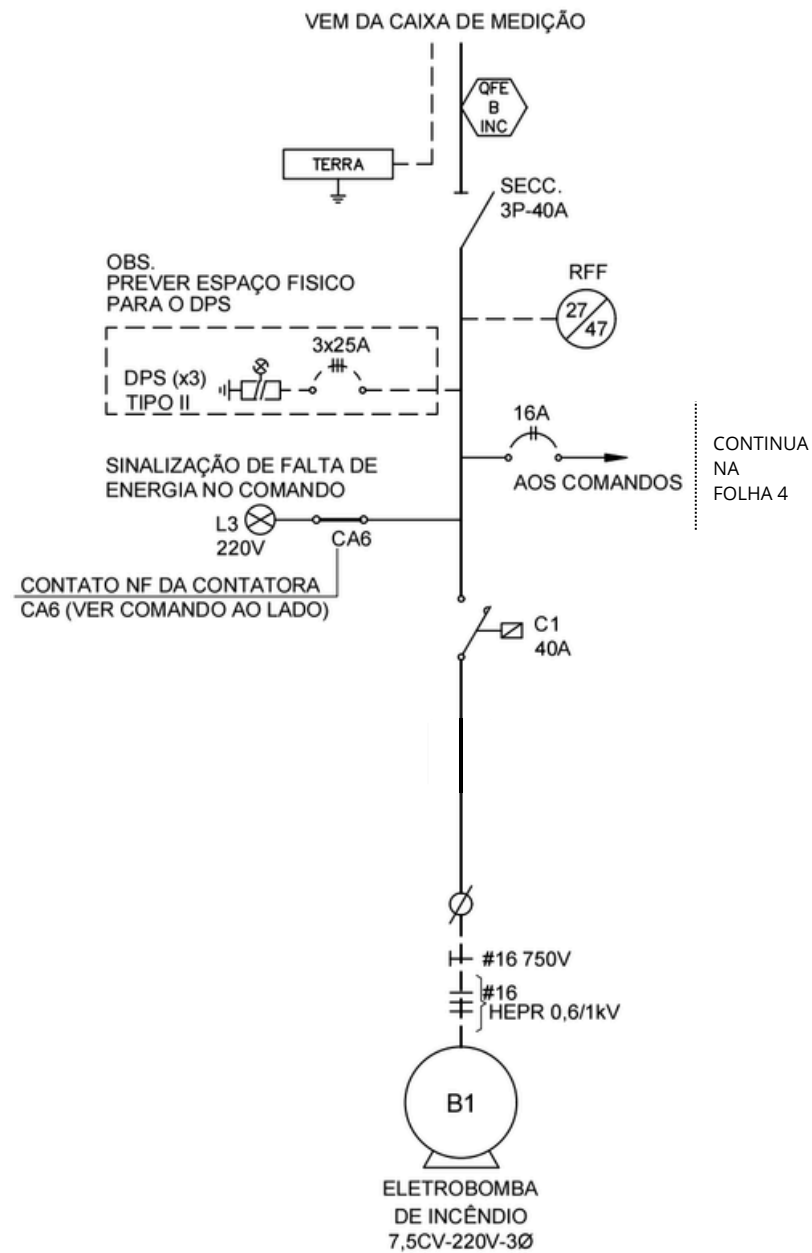 VEM DA CAIXA DE MEDIÇÃO
QFE
B
INC
TERRA
SECC.
3P-40A
OBS.
PREVER ESPAÇO FISICO
PARA O DPS
RFF
27/47
3x25A
DPS (x3)
TIPO II
16A
AOS COMANDOS
CONTINUA
NA
FOLHA 4
SINALIZAÇÃO DE FALTA DE
ENERGIA NO COMANDO
L3
220V
CA6
CONTATO NF DA CONTATORA
CA6 (VER COMANDO AO LADO)
C1
40A
#16 750V
#16
HEPR 0,6/1kV
B1
ELETROBOMBA
DE INCÊNDIO
7,5CV-220V-3Ø